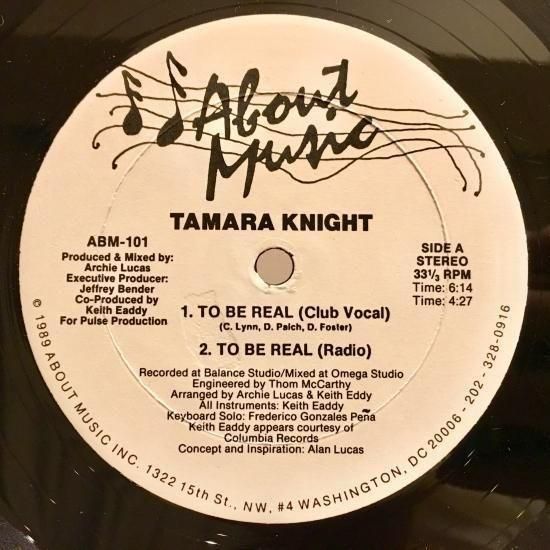 About
Music
TAMARA KNIGHT
ABM-101
Produced & Mixed by:
Archie Lucas
Executive Producer:
Jeffrey Bender
Co-Produced by
Keith Eaddy
For Pulse Production
SIDE A
STEREO
33 1/3 RPM
Time: 6:14
Time: 4:27
1. TO BE REAL (Club Vocal)
(C. Lynn, D. Paich, D. Foster)
2. TO BE REAL (Radio)
Recorded at Balance Studio/Mixed at Omega Studio
Engineered by Thom McCarthy
Arranged by Archie Lucas & Keith Eddy
All Instruments: Keith Eaddy
Keyboard Solo: Frederico Gonzales Peña
Keith Eaddy appears courtesy of
Columbia Records
Concept and Inspiration: Alan Lucas
© 1989 ABOUT MUSIC INC. 1322 15th St., NW, #4 WASHINGTON, DC 20006 - 202 - 328-0916